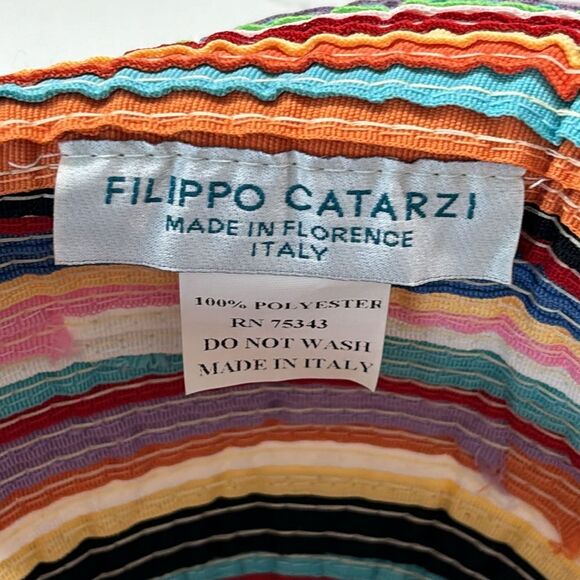 FILIPPO CATARZI
MADE IN FLORENCE
ITALY
100% POLYESTER
RN 75343
DO NOT WASH
MADE IN ITALY